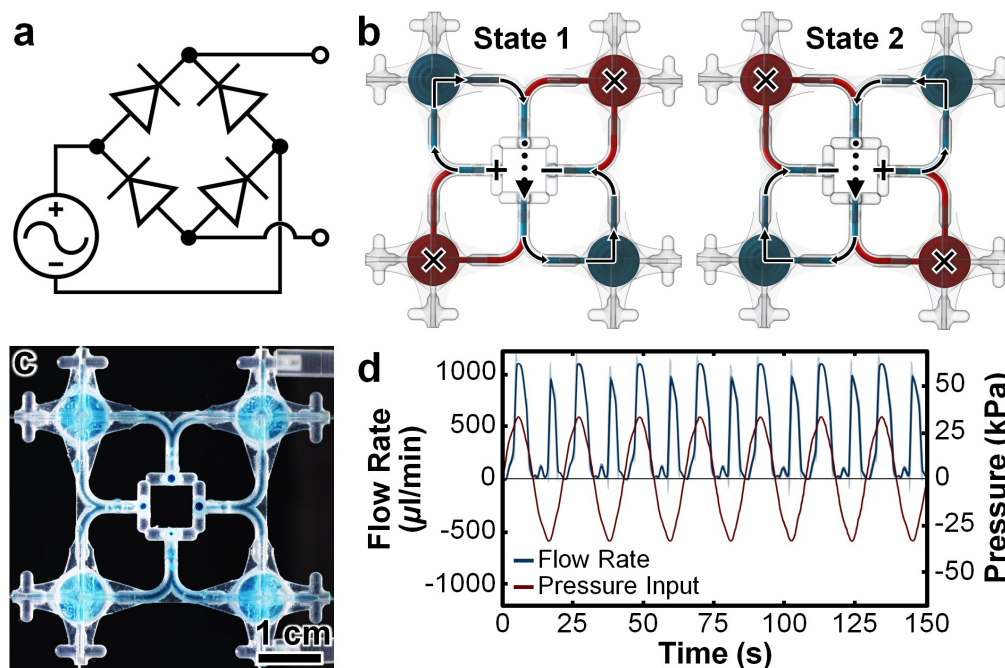 a
+
−
b
State 1
State 2
+
−
−
+
c
1 cm
d
1000
500
0
-500
-1000
Flow Rate
(µl/min)
50
25
0
-25
-50
Pressure (kPa)
Flow Rate
Pressure Input
0
25
50
75
100
125
150
Time (s)